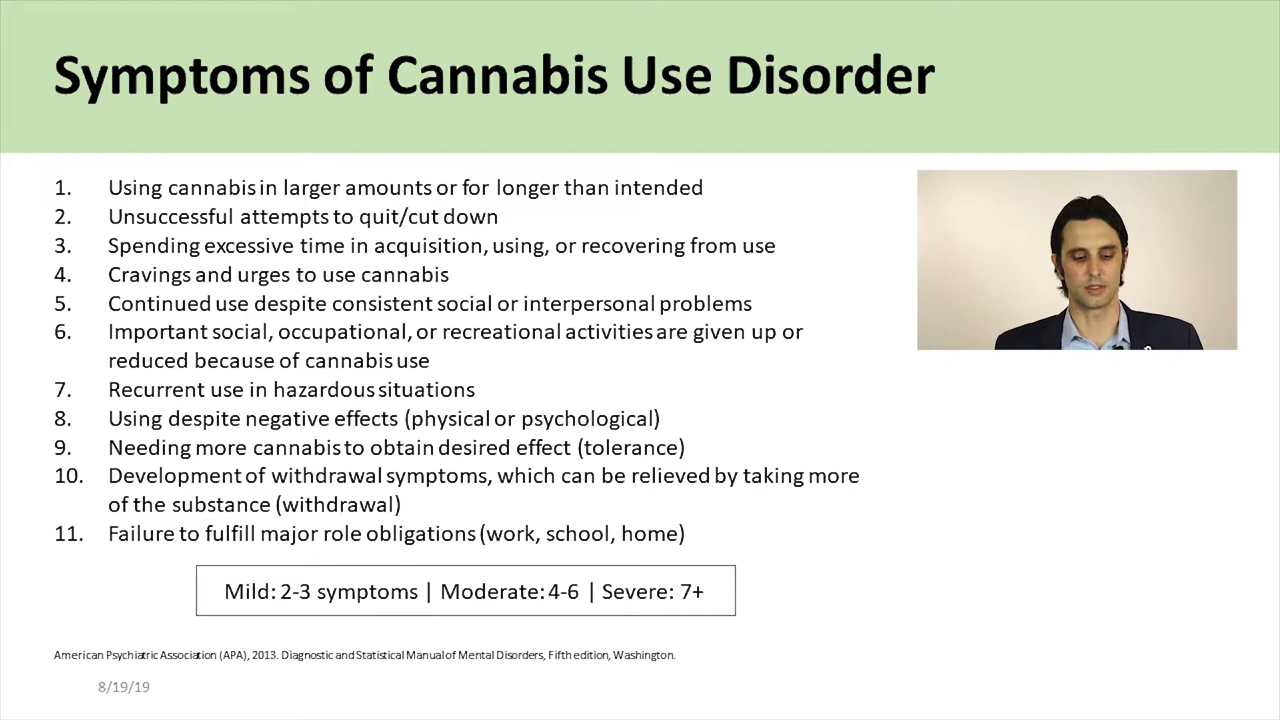 Symptoms of Cannabis Use Disorder
1. Using cannabis in larger amounts or for longer than intended
2. Unsuccessful attempts to quit/cut down
3. Spending excessive time in acquisition, using, or recovering from use
4. Cravings and urges to use cannabis
5. Continued use despite consistent social or interpersonal problems
6. Important social, occupational, or recreational activities are given up or
reduced because of cannabis use
7. Recurrent use in hazardous situations
8. Using despite negative effects (physical or psychological)
9. Needing more cannabis to obtain desired effect (tolerance)
10. Development of withdrawal symptoms, which can be relieved by taking more
of the substance (withdrawal)
11. Failure to fulfill major role obligations (work, school, home)
Mild: 2-3 symptoms | Moderate: 4-6 | Severe: 7+
American Psychiatric Association (APA), 2013. Diagnostic and Statistical Manual of Mental Disorders, Fifth edition, Washington.
8/19/19